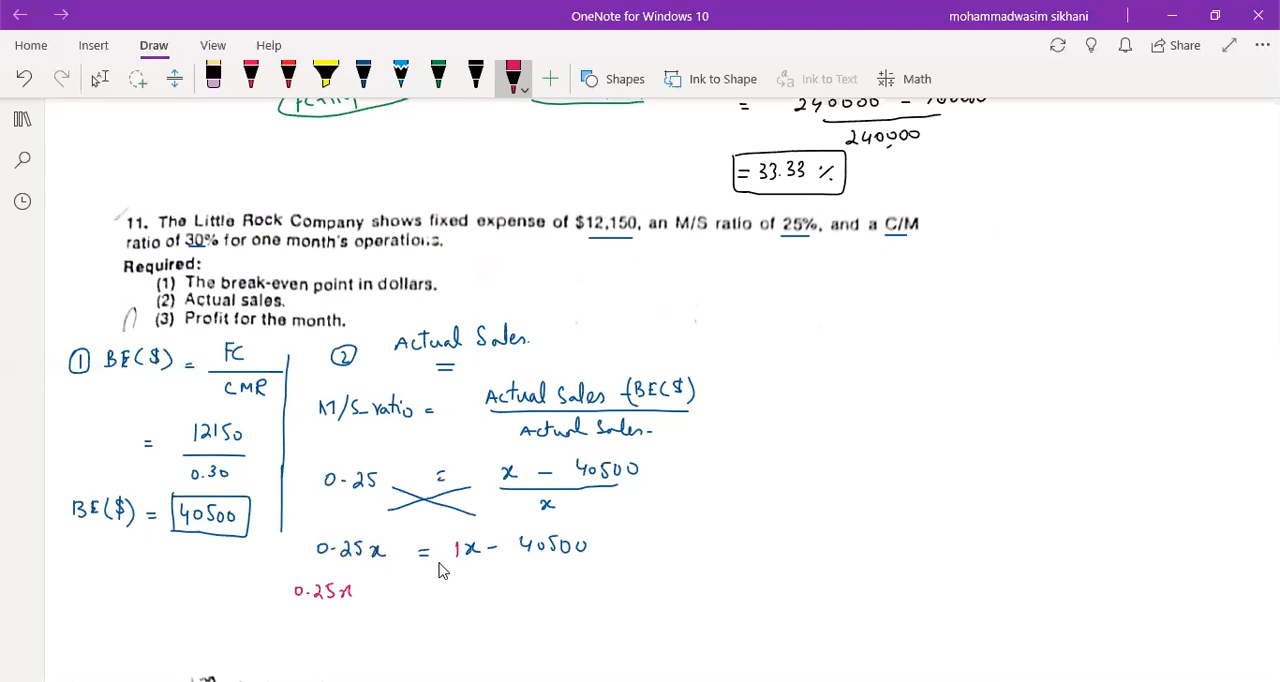 OneNote for Windows 10
mohammadwasim sikhani
Home Insert Draw View Help
Share
Shapes
Ink to Shape
Ink to Text
Math
= 240000 -
240000
= 33.33 %
11. The Little Rock Company shows fixed expense of $12,150, an M/S ratio of 25%, and a C/M
ratio of 30% for one month's operations.
Required:
(1) The break-even point in dollars.
(2) Actual sales.
(3) Profit for the month.
① BE($) = FC
CMR
= 12150
0.30
BE($) = 40500
② Actual Sales.
=
M/S ratio = Actual Sales - BE($)
Actual Sales
0.25 = x - 40500
x
0.25x = 1x - 40500
0.25x